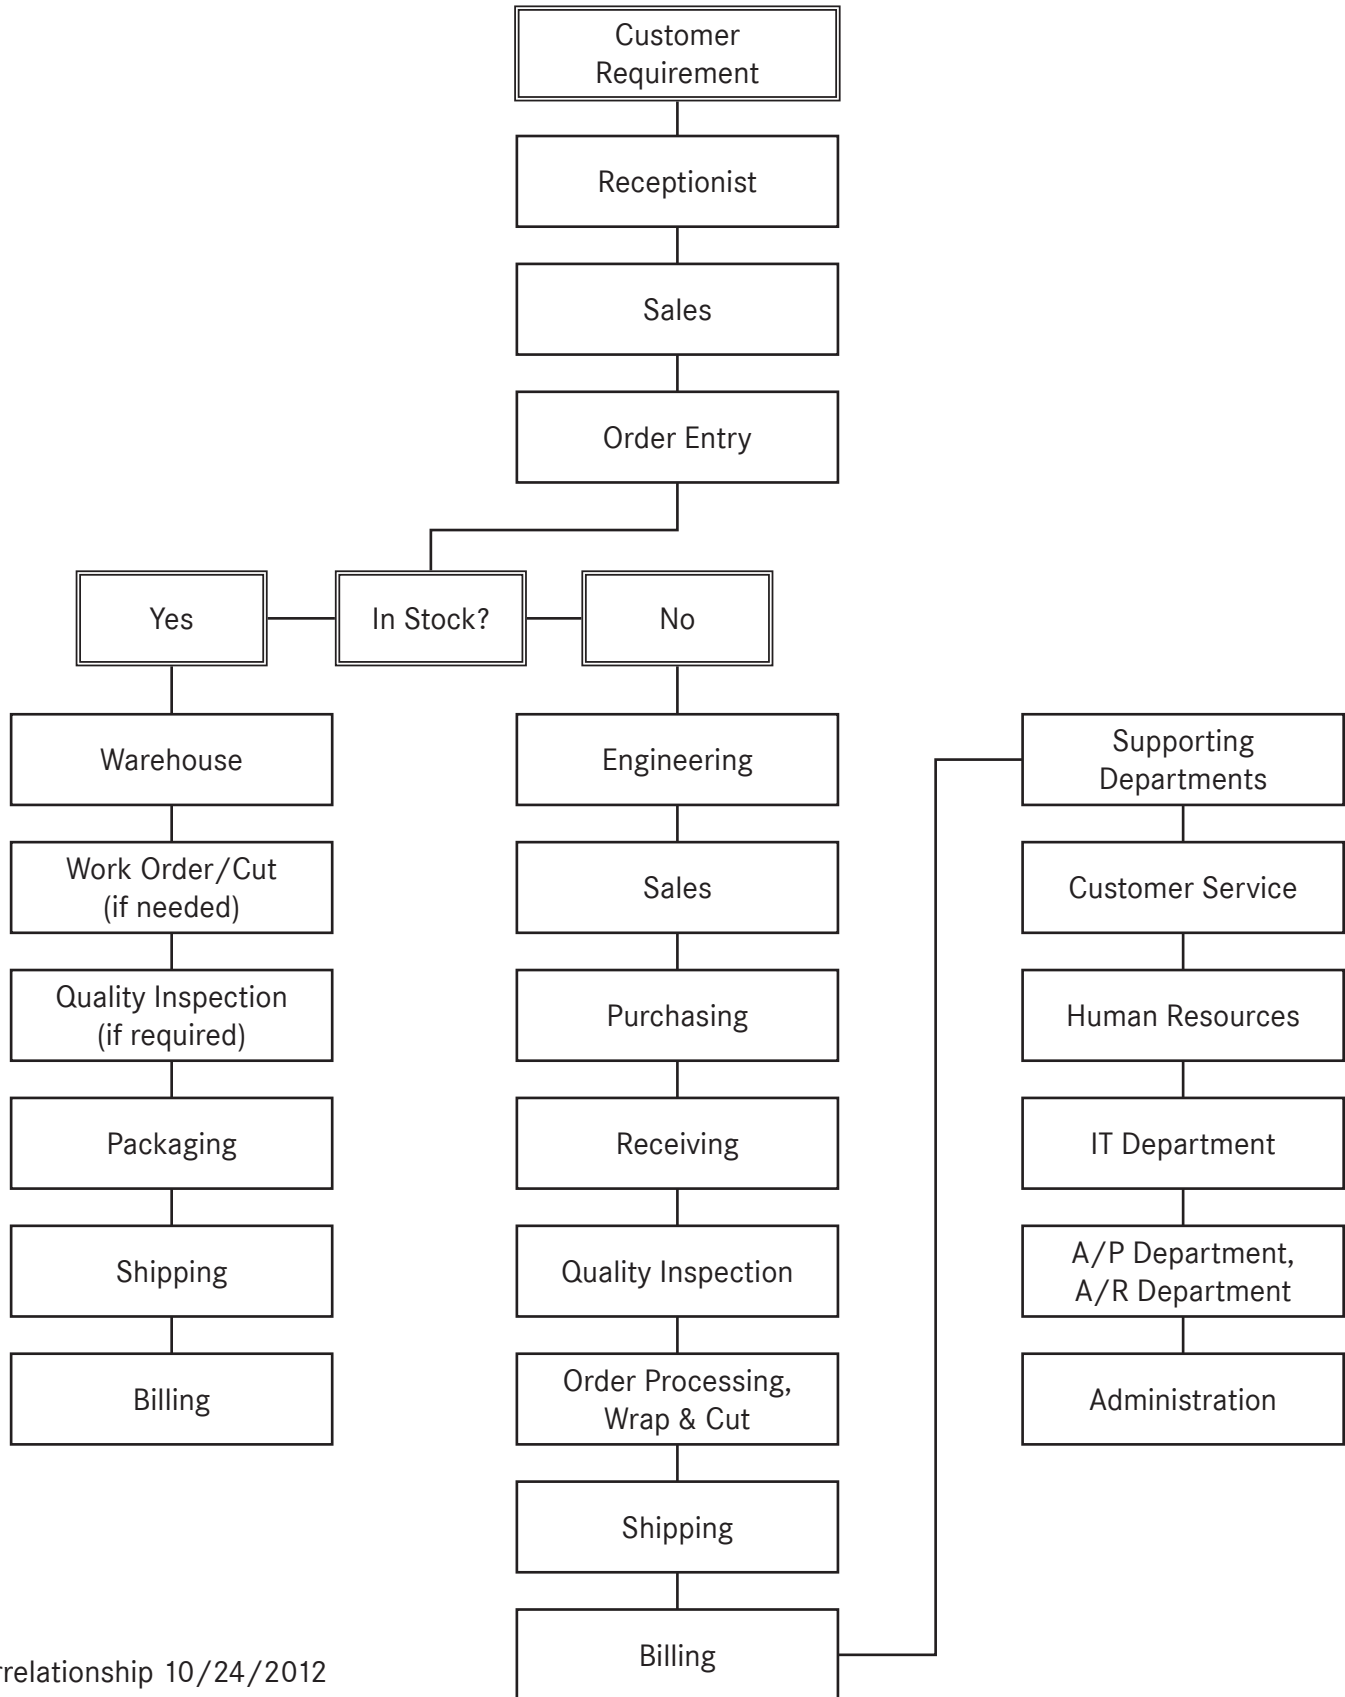 Customer
Requirement
Receptionist
Sales
Order Entry
Yes
In Stock?
No
Warehouse
Work Order/Cut
(if needed)
Quality Inspection
(if required)
Packaging
Shipping
Billing
Engineering
Sales
Purchasing
Receiving
Quality Inspection
Order Processing,
Wrap & Cut
Shipping
Billing
Supporting
Departments
Customer Service
Human Resources
IT Department
A/P Department,
A/R Department
Administration
rrelationship 10/24/2012